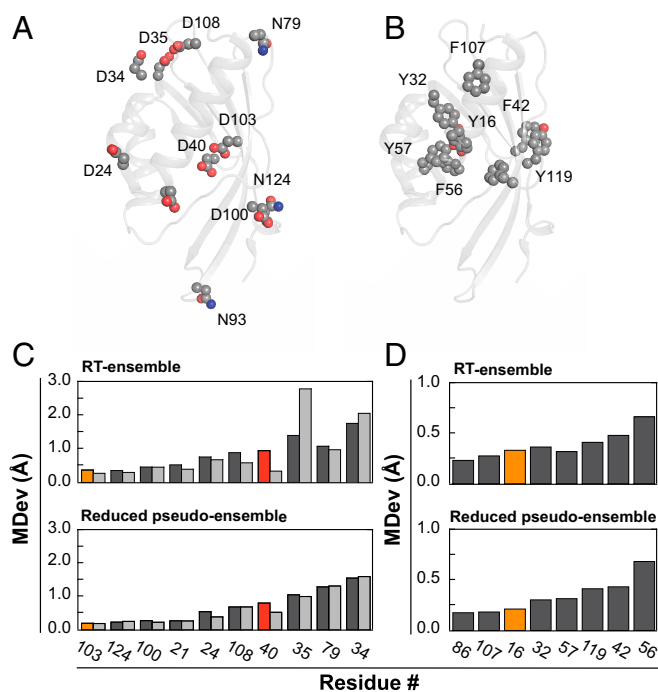 A
D108
N79
D35
D34
D103
D40
D24
N124
D100
N93
B
F107
Y32
F42
Y16
Y57
Y119
F56
C
RT-ensemble
3.0
2.0
1.0
0.0
Reduced pseudo-ensemble
3.0
2.0
1.0
0.0
MDev (Å)
103 124 100 21 24 108 40 35 79 34
D
RT-ensemble
1.0
0.5
0.0
Reduced pseudo-ensemble
1.0
0.5
0.0
MDev (Å)
86 107 16 32 57 119 42 56
Residue #